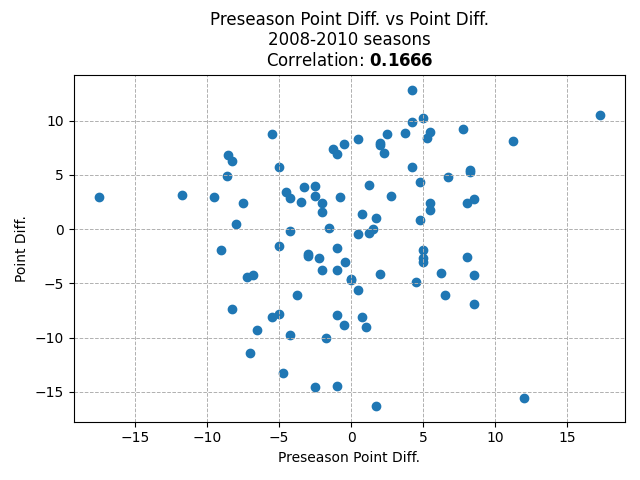 Preseason Point Diff. vs Point Diff.
2008-2010 seasons
Correlation: 0.1666
Point Diff.
10
5
0
−5
−10
−15
−15
−10
−5
0
5
10
15
Preseason Point Diff.